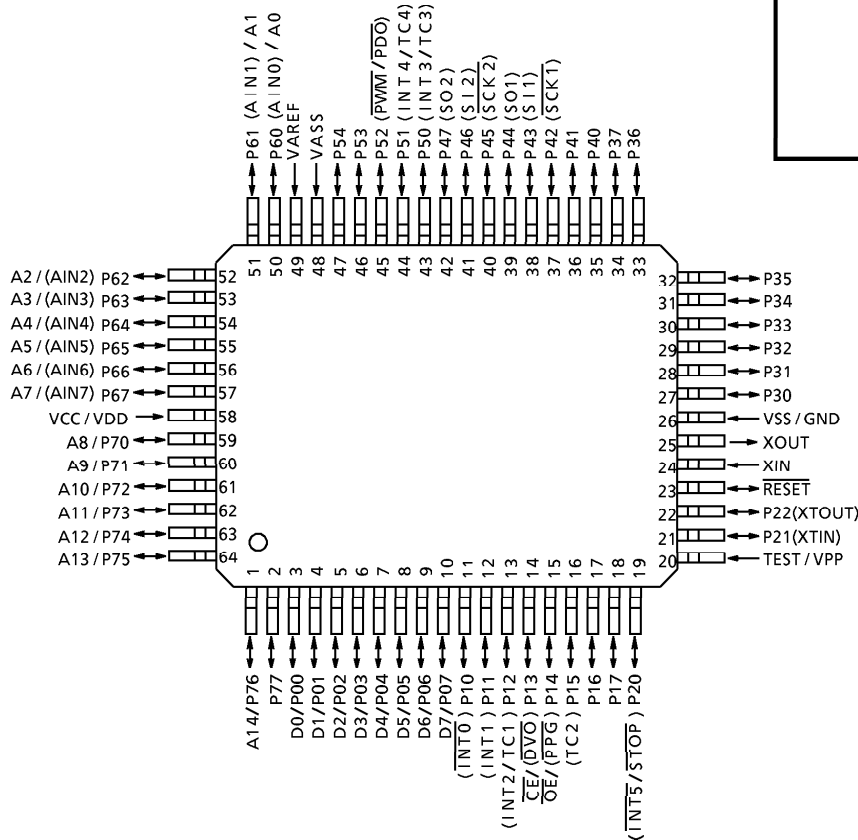 P61 (AIN1) / A1
P60 (AIN0) / A0
VAREF
VASS
P54
P53
P52 (PWM / PDO)
P51 (INT4 / TC4)
P50 (INT3 / TC3)
P47 (SO2)
P46 (SI2)
P45 (SCK2)
P44 (SO1)
P43 (SI1)
P42 (SCK1)
P41
P40
P37
P36
51 50 49 48 47 46 45 44 43 42 41 40 39 38 37 36 35 34 33
A2 / (AIN2) P62 52
A3 / (AIN3) P63 53
A4 / (AIN4) P64 54
A5 / (AIN5) P65 55
A6 / (AIN6) P66 56
A7 / (AIN7) P67 57
VCC / VDD 58
A8 / P70 59
A9 / P71 60
A10 / P72 61
A11 / P73 62
A12 / P74 63
A13 / P75 64
32 P35
31 P34
30 P33
29 P32
28 P31
27 P30
26 VSS / GND
25 XOUT
24 XIN
23 RESET
22 P22(XTOUT)
21 P21(XTIN)
20 TEST / VPP
1 2 3 4 5 6 7 8 9 10 11 12 13 14 15 16 17 18 19
A14/P76
P77
D0/P00
D1/P01
D2/P02
D3/P03
D4/P04
D5/P05
D6/P06
D7/P07
(INT0) P10
(INT1) P11
(INT2/TC1) P12
CE/(DVO) P13
OE/(PPG) P14
(TC2) P15
P16
P17
(INT5/STOP) P20